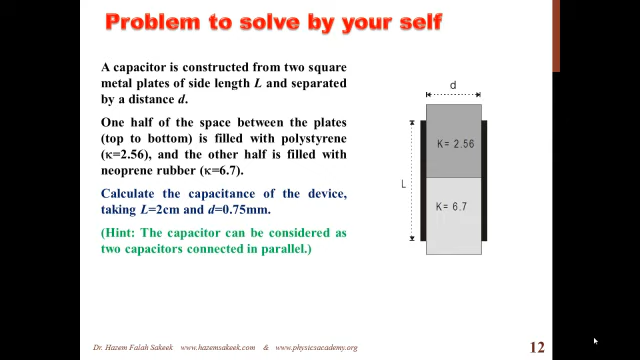 Problem to solve by your self
A capacitor is constructed from two square
metal plates of side length L and separated
by a distance d.
One half of the space between the plates
(top to bottom) is filled with polystyrene
(κ=2.56), and the other half is filled with
neoprene rubber (κ=6.7).
Calculate the capacitance of the device,
taking L=2cm and d=0.75mm.
(Hint: The capacitor can be considered as
two capacitors connected in parallel.)
d
K= 2.56
L
K= 6.7
Dr. Hazem Falah Sakeek www.hazemsakeek.com & www.physicsacademy.org
12